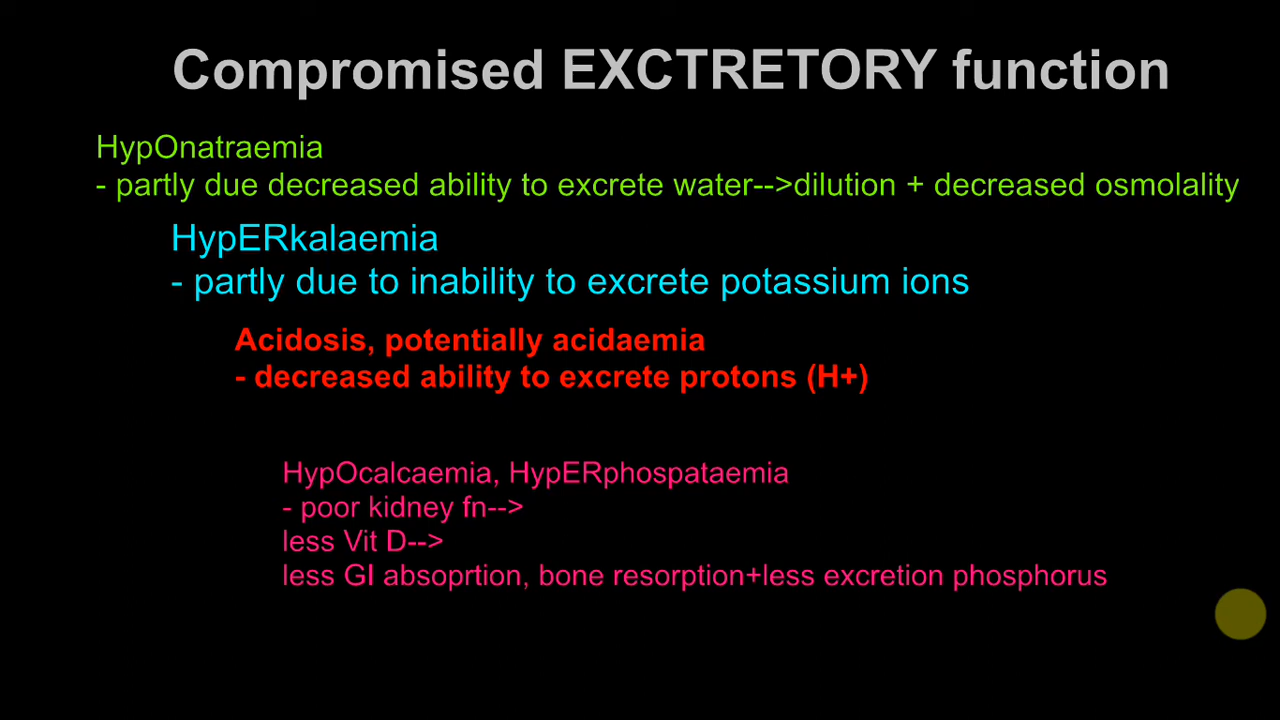 Compromised EXCTRETORY function
HypOnatraemia
- partly due decreased ability to excrete water-->dilution + decreased osmolality
HypERkalaemia
- partly due to inability to excrete potassium ions
Acidosis, potentially acidaemia
- decreased ability to excrete protons (H+)
HypOcalcaemia, HypERphospataemia
- poor kidney fn-->
less Vit D-->
less GI absoprtion, bone resorption+less excretion phosphorus